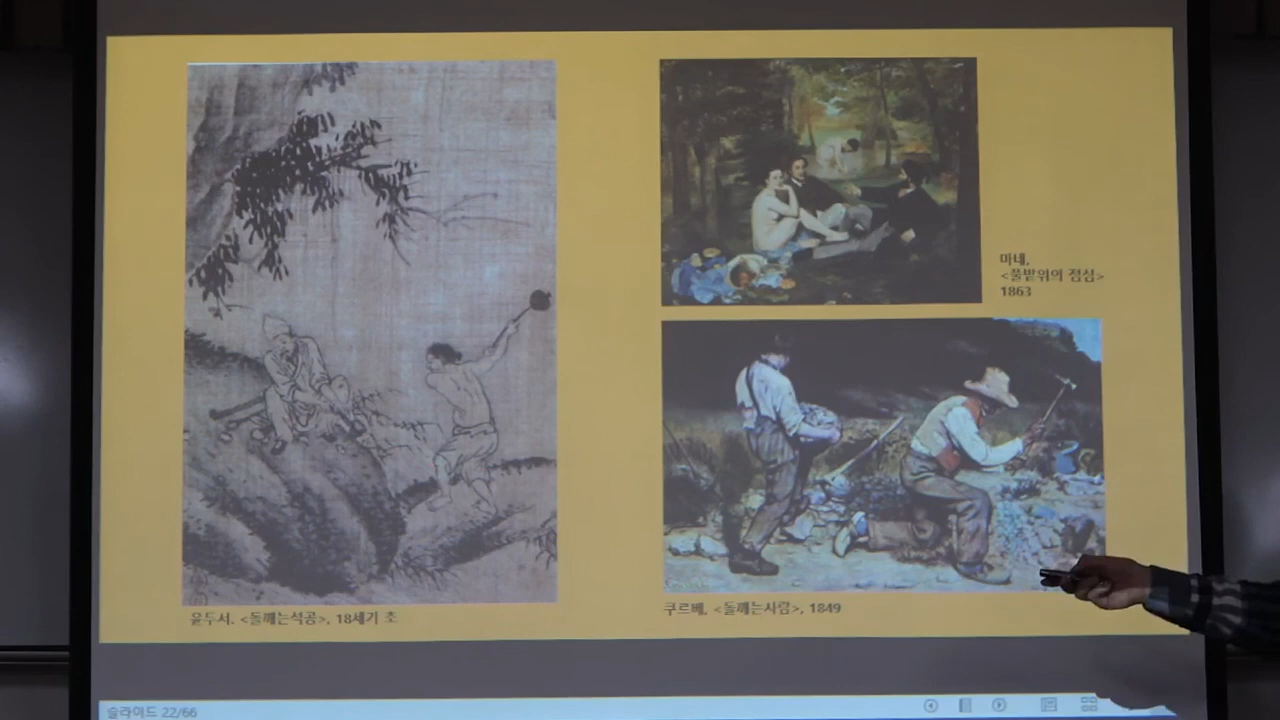 마네,
<풀밭위의 점심>
1863
윤두서. <돌깨는석공>, 18세기 초
쿠르베, <돌깨는사람>, 1849
슬라이드 22/66